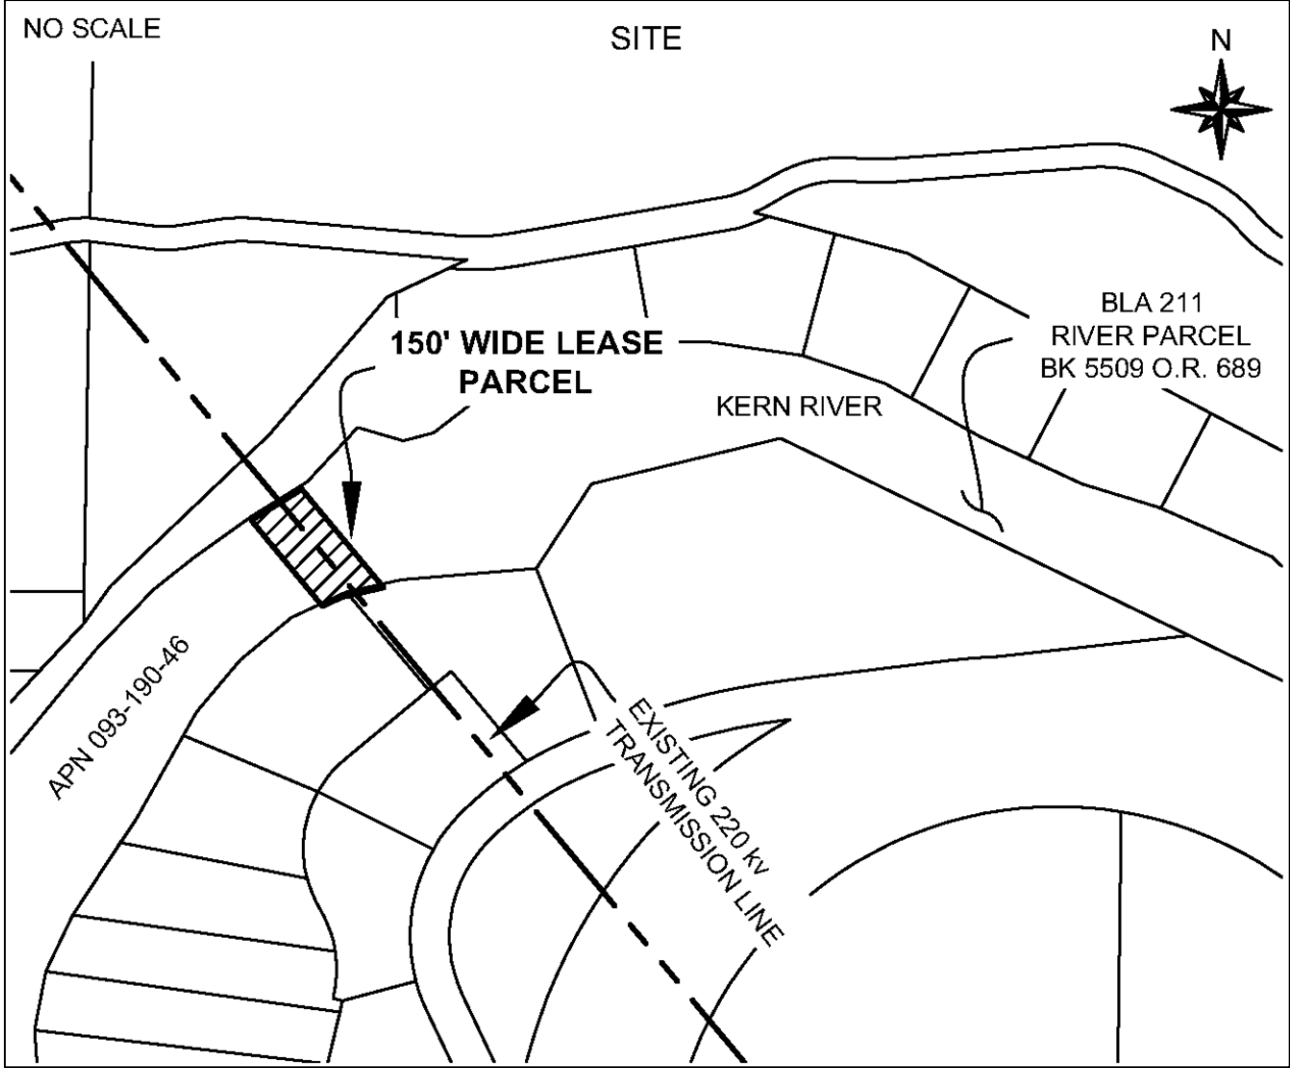 NO SCALE
SITE
N
BLA 211
RIVER PARCEL
BK 5509 O.R. 689
150' WIDE LEASE
PARCEL
KERN RIVER
APN 093-190-46
EXISTING 220 kv
TRANSMISSION LINE